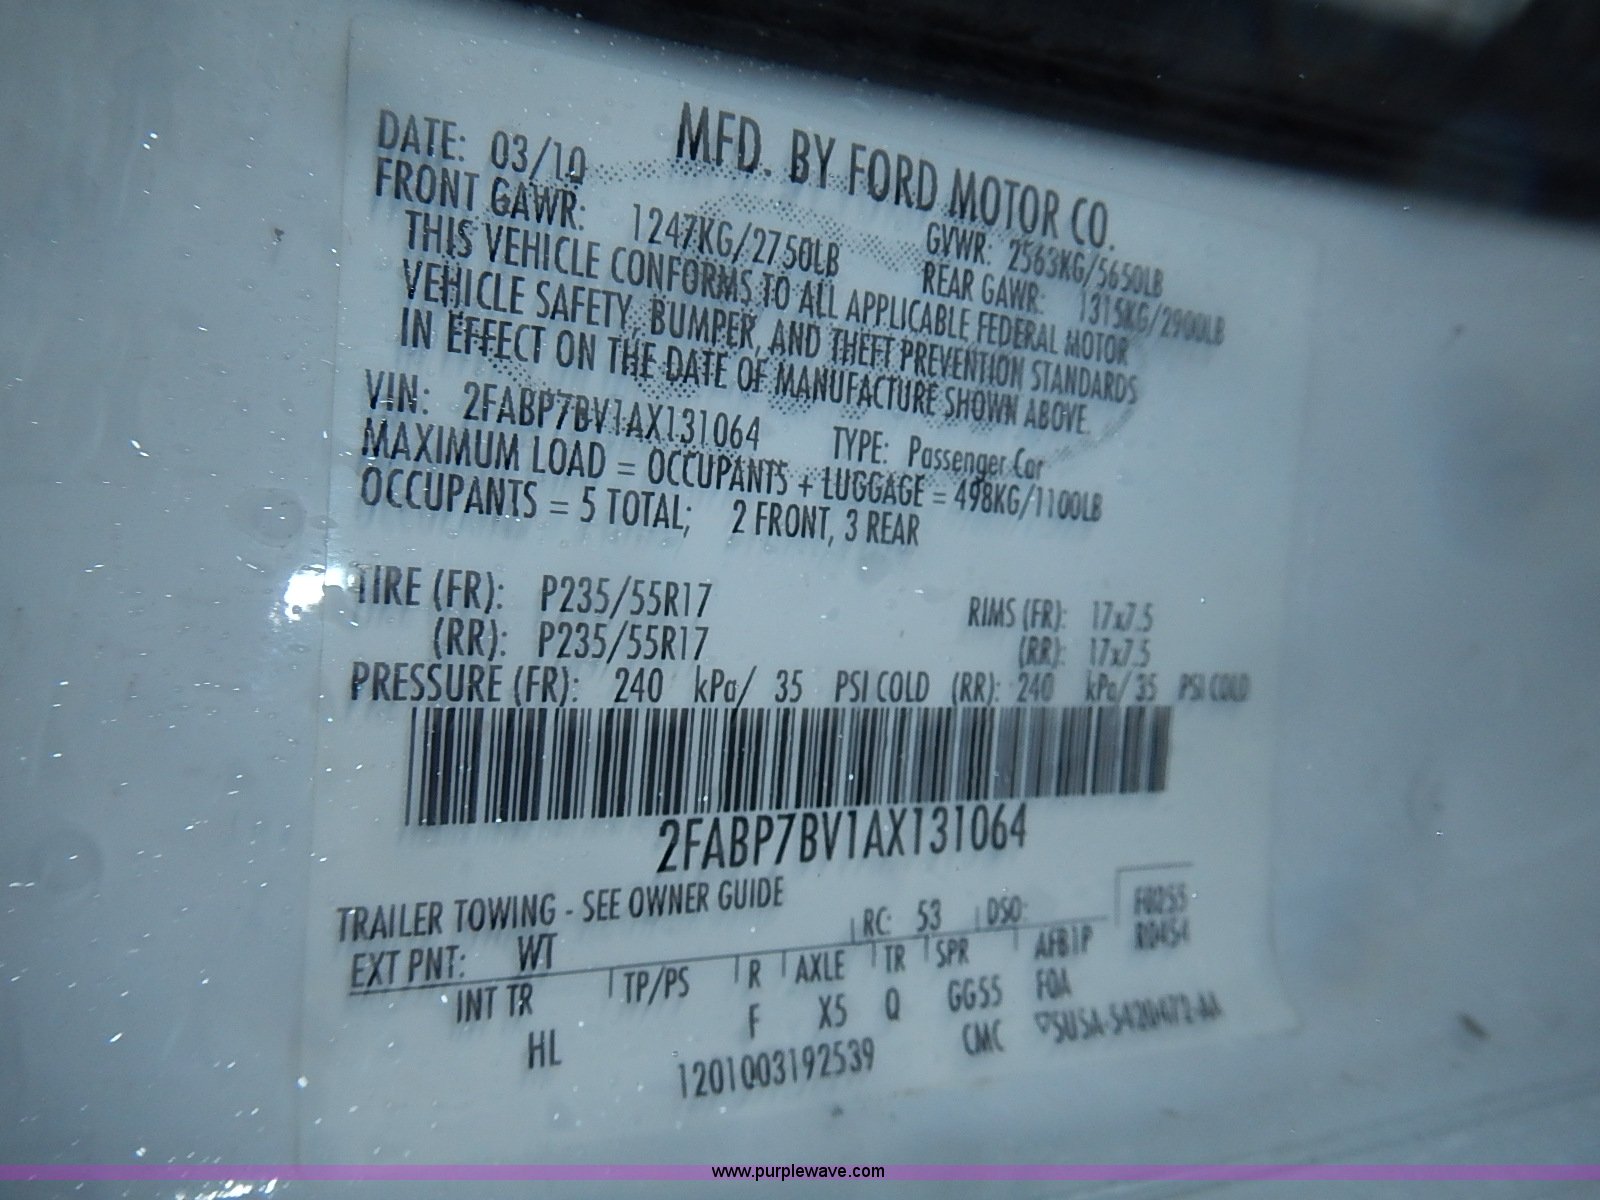 MFD. BY FORD MOTOR CO.
DATE: 03/10 GVWR: 2563KG/5650LB
FRONT GAWR: 1247KG/2750LB REAR GAWR: 1315KG/2900LB
THIS VEHICLE CONFORMS TO ALL APPLICABLE FEDERAL MOTOR
VEHICLE SAFETY, BUMPER, AND THEFT PREVENTION STANDARDS
IN EFFECT ON THE DATE OF MANUFACTURE SHOWN ABOVE.
VIN: 2FABP7BV1AX131064 TYPE: Passenger Car
MAXIMUM LOAD = OCCUPANTS + LUGGAGE = 498KG/1100LB
OCCUPANTS = 5 TOTAL; 2 FRONT, 3 REAR
TIRE (FR): P235/55R17 RIMS (FR): 17x7.5
(RR): P235/55R17 (RR): 17x7.5
PRESSURE (FR): 240 kPa/ 35 PSI COLD (RR): 240 kPa/ 35 PSI COLD
2FABP7BV1AX131064
TRAILER TOWING - SEE OWNER GUIDE
EXT PNT: WT RC: 53 DSO: F0255
R0454
INT TR TP/PS R AXLE TR SPR AFB1P
HL F X5 Q GG55 FOA
1201003192539 CMC ▽5USA-5420472-AA
www.purplewave.com